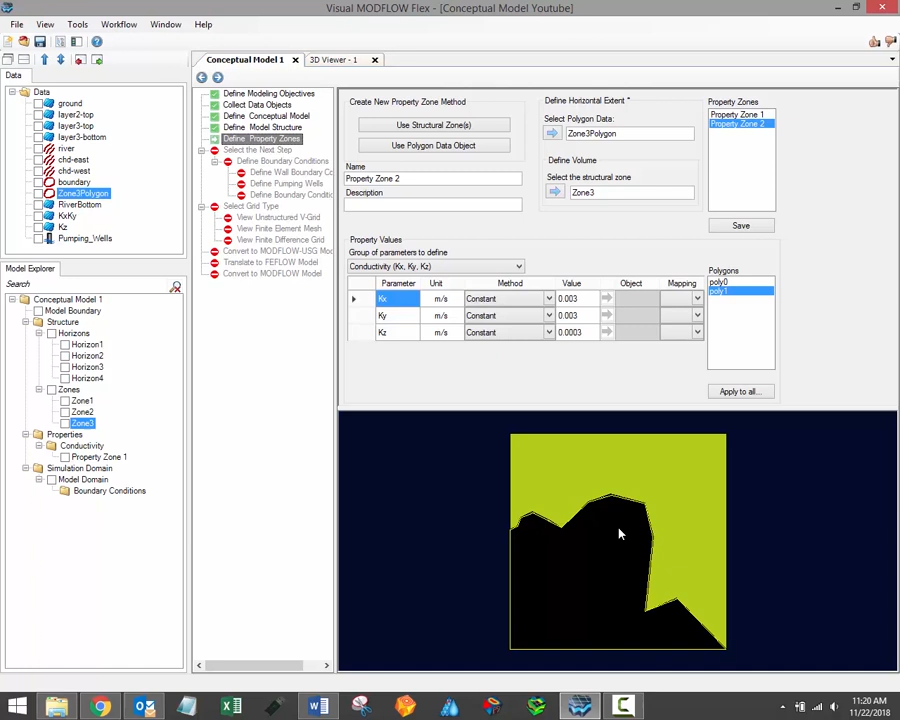 Visual MODFLOW Flex - [Conceptual Model Youtube]
File View Tools Workflow Window Help
Data
Data
ground
layer2-top
layer3-top
layer3-bottom
river
chd-east
chd-west
boundary
Zone3Polygon
RiverBottom
KxKy
Kz
Pumping_Wells
Model Explorer
Search
Conceptual Model 1
Model Boundary
Structure
Horizons
Horizon1
Horizon2
Horizon3
Horizon4
Zones
Zone1
Zone2
Zone3
Properties
Conductivity
Property Zone 1
Simulation Domain
Model Domain
Boundary Conditions
Conceptual Model 1
3D Viewer - 1
Define Modeling Objectives
Collect Data Objects
Define Conceptual Model
Define Model Structure
Define Property Zones
Select the Next Step
Define Boundary Conditions
Define Wall Boundary Co
Define Pumping Wells
Define Boundary Conditio
Select Grid Type
View Unstructured V-Grid
View Finite Element Mesh
View Finite Difference Grid
Convert to MODFLOW-USG Mod
Translate to FEFLOW Model
Convert to MODFLOW Model
Create New Property Zone Method
Use Structural Zone(s)
Use Polygon Data Object
Name
Property Zone 2
Description
Define Horizontal Extent *
Select Polygon Data:
Zone3Polygon
Define Volume
Select the structural zone
Zone3
Property Zones
Property Zone 1
Property Zone 2
Save
Property Values
Group of parameters to define
Conductivity (Kx, Ky, Kz)
Parameter Unit Method Value Object Mapping
Kx m/s Constant 0.003
Ky m/s Constant 0.003
Kz m/s Constant 0.0003
Polygons
poly0
poly1
Apply to all...
11:20 AM
11/22/2018